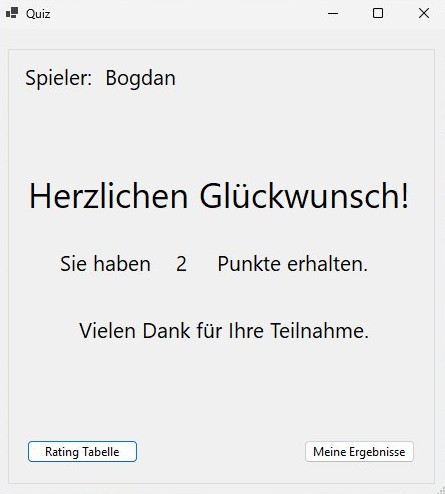 Quiz
Spieler: Bogdan
Herzlichen Glückwunsch!
Sie haben 2 Punkte erhalten.
Vielen Dank für Ihre Teilnahme.
Rating Tabelle
Meine Ergebnisse